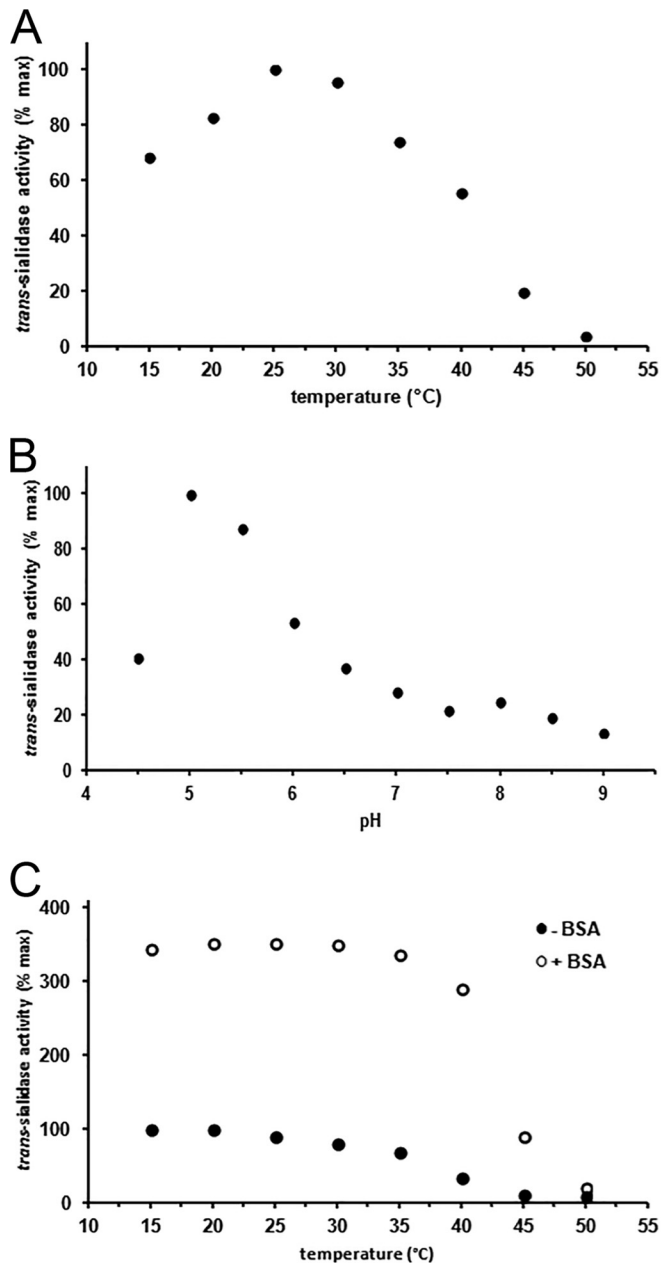 A
trans-sialidase activity (% max)
100
80
60
40
20
0
10 15 20 25 30 35 40 45 50 55
temperature (°C)
B
trans-sialidase activity (% max)
100
80
60
40
20
0
4 5 6 7 8 9
pH
C
trans-sialidase activity (% max)
400
300
200
100
0
- BSA
+ BSA
10 15 20 25 30 35 40 45 50 55
temperature (°C)